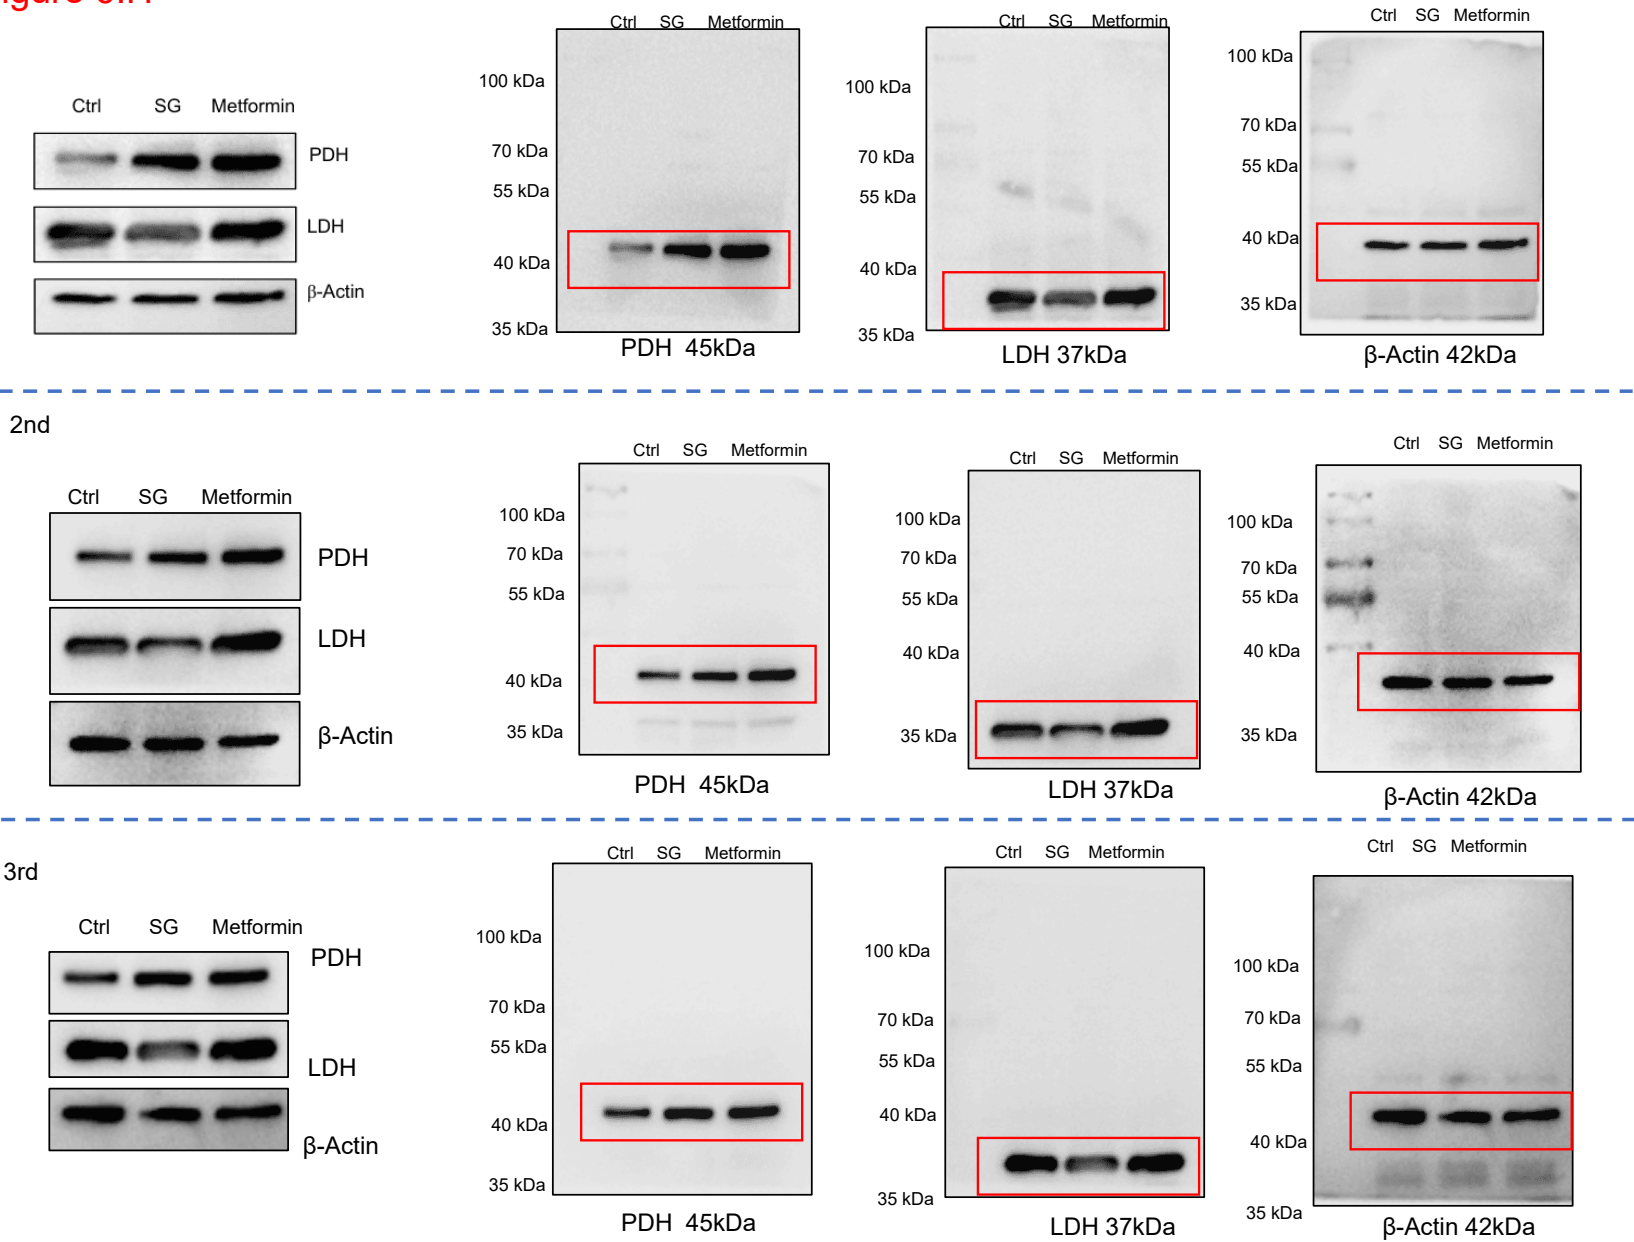 Ctrl SG Metformin
PDH
LDH
β-Actin
Ctrl SG Metformin
100 kDa
70 kDa
55 kDa
40 kDa
35 kDa
PDH 45kDa
Ctrl SG Metformin
100 kDa
70 kDa
55 kDa
40 kDa
35 kDa
LDH 37kDa
Ctrl SG Metformin
100 kDa
70 kDa
55 kDa
40 kDa
35 kDa
β-Actin 42kDa
2nd
Ctrl SG Metformin
PDH
LDH
β-Actin
Ctrl SG Metformin
100 kDa
70 kDa
55 kDa
40 kDa
35 kDa
PDH 45kDa
Ctrl SG Metformin
100 kDa
70 kDa
55 kDa
40 kDa
35 kDa
LDH 37kDa
Ctrl SG Metformin
100 kDa
70 kDa
55 kDa
40 kDa
35 kDa
β-Actin 42kDa
3rd
Ctrl SG Metformin
PDH
LDH
β-Actin
Ctrl SG Metformin
100 kDa
70 kDa
55 kDa
40 kDa
35 kDa
PDH 45kDa
Ctrl SG Metformin
100 kDa
70 kDa
55 kDa
40 kDa
35 kDa
LDH 37kDa
Ctrl SG Metformin
100 kDa
70 kDa
55 kDa
40 kDa
35 kDa
β-Actin 42kDa